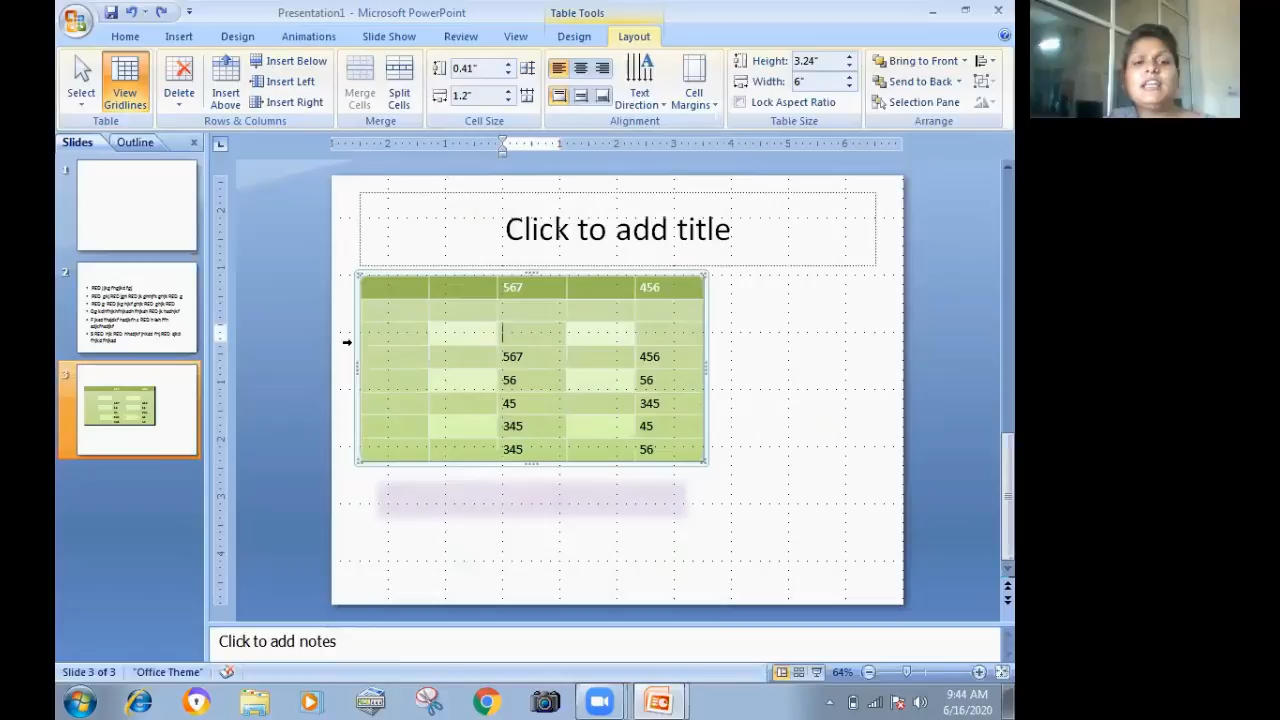 Presentation1 - Microsoft PowerPoint
Table Tools
Home Insert Design Animations Slide Show Review View Design Layout
Select
View Gridlines
Table
Delete
Insert Above
Insert Below
Insert Left
Insert Right
Rows & Columns
Merge Cells
Split Cells
Merge
0.41"
1.2"
Cell Size
Text Direction
Cell Margins
Alignment
Height: 3.24"
Width: 6"
Lock Aspect Ratio
Table Size
Bring to Front
Send to Back
Selection Pane
Arrange
Slides Outline
1
2
3
Click to add title
567 456
567 456
56 56
45 345
345 45
345 56
Click to add notes
Slide 3 of 3 "Office Theme" 64%
9:44 AM
6/16/2020